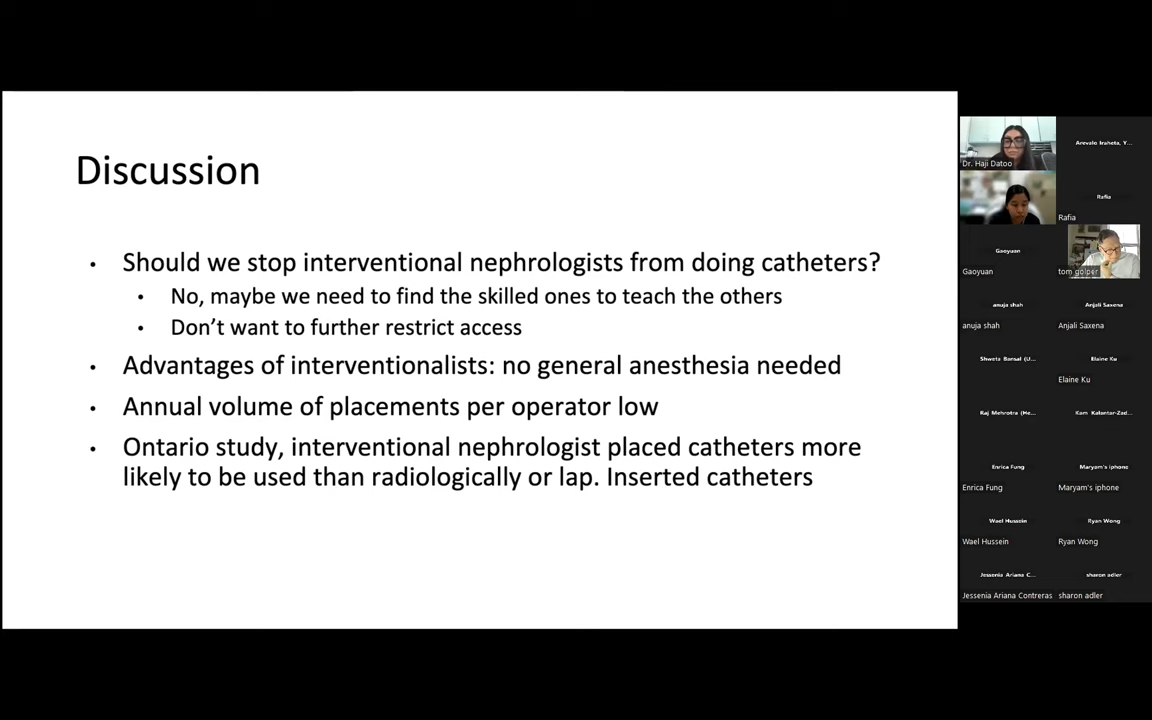 Discussion
• Should we stop interventional nephrologists from doing catheters?
• No, maybe we need to find the skilled ones to teach the others
• Don’t want to further restrict access
• Advantages of interventionalists: no general anesthesia needed
• Annual volume of placements per operator low
• Ontario study, interventional nephrologist placed catheters more
likely to be used than radiologically or lap. Inserted catheters
Dr. Haji Datoo
Arevalo Iraheta, Y...
Rafia
Rafia
Gaoyuan
Gaoyuan
tom golper
anuja shah
anuja shah
Anjali Saxena
Anjali Saxena
Shweta Bansal (U...
Elaine Ku
Elaine Ku
Raj Mehrotra (He...
Kam Kalantar-Zad...
Enrica Fung
Enrica Fung
Maryam's iphone
Maryam's iphone
Wael Hussein
Wael Hussein
Ryan Wong
Ryan Wong
Jessenia Ariana C...
Jessenia Ariana Contreras
sharon adler
sharon adler